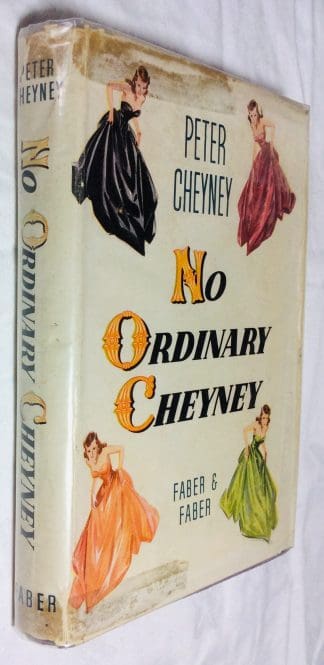 PETER
CHEYNEY
NO ORDINARY CHEYNEY
FABER
PETER
CHEYNEY
NO
ORDINARY
CHEYNEY
FABER &
FABER